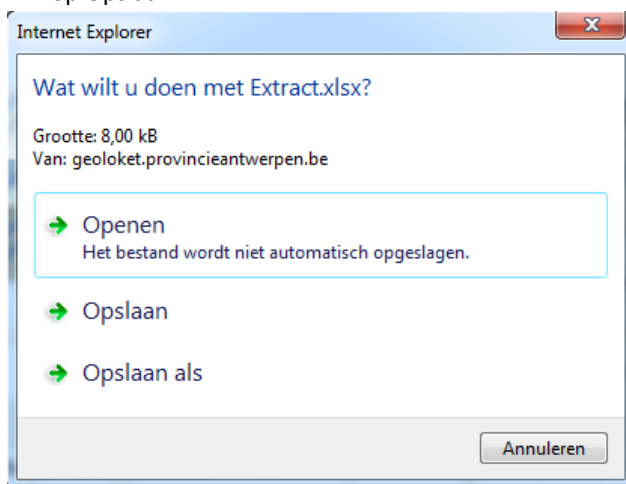 Internet Explorer
Wat wilt u doen met Extract.xlsx?
Grootte: 8,00 kB
Van: geoloket.provincieantwerpen.be
Openen
Het bestand wordt niet automatisch opgeslagen.
Opslaan
Opslaan als
Annuleren